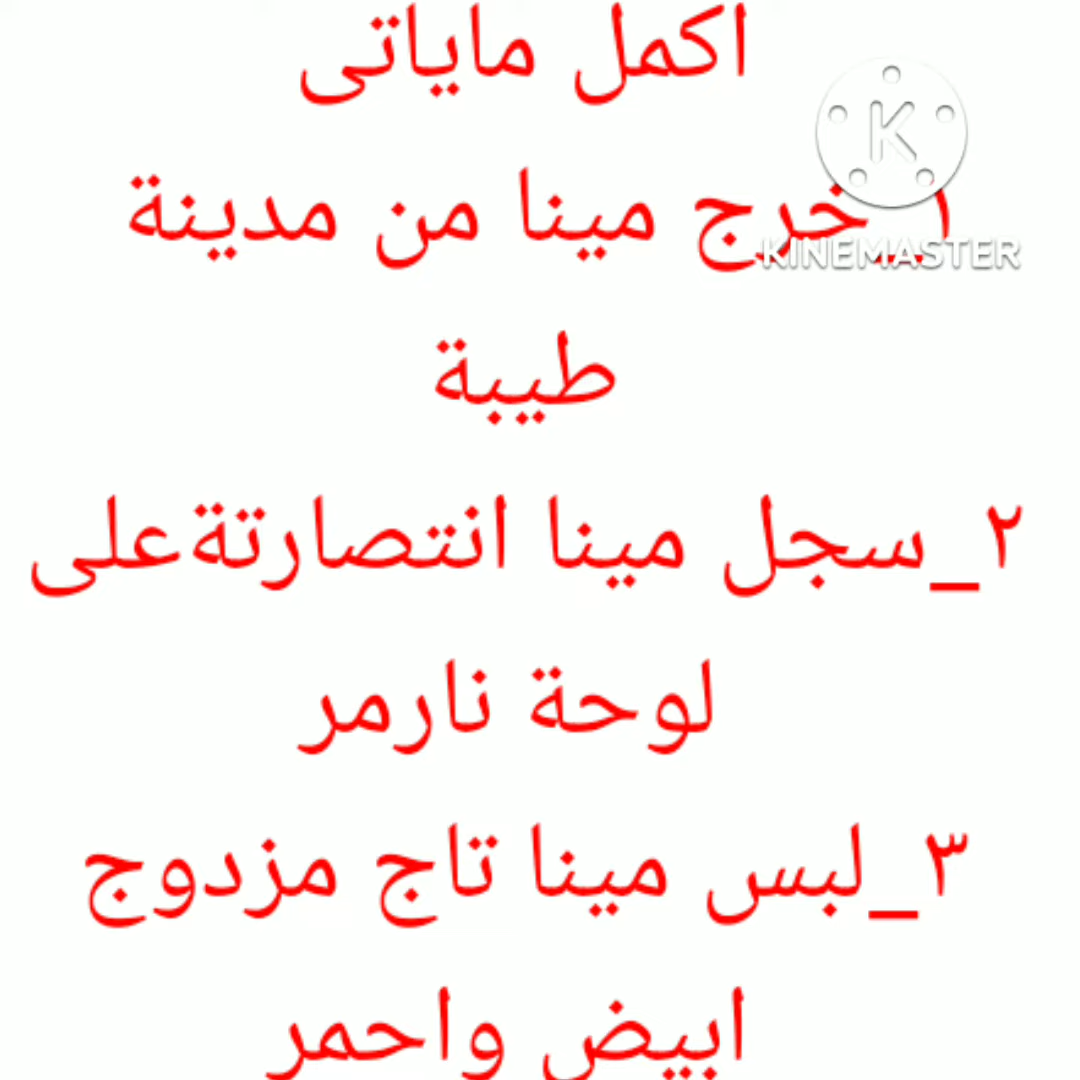 اكمل ماياتى
١_خرج مينا من مدينة
طيبة
٢_سجل مينا انتصارتةعلى
لوحة نارمر
٣_لبس مينا تاج مزدوج
ابيض واحمر
K
KINEMASTER